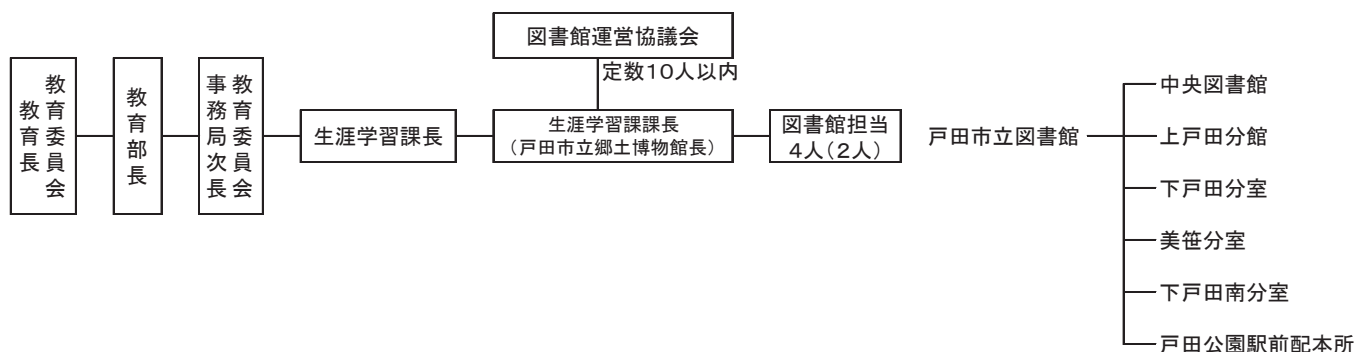 図書館運営協議会
定数10人以内
教育委員会
教育長
教育部長
教育委員会
事務局次長
生涯学習課長
生涯学習課課長
(戸田市立郷土博物館長)
図書館担当
4人(2人)
戸田市立図書館
中央図書館
上戸田分館
下戸田分室
美笹分室
下戸田南分室
戸田公園駅前配本所